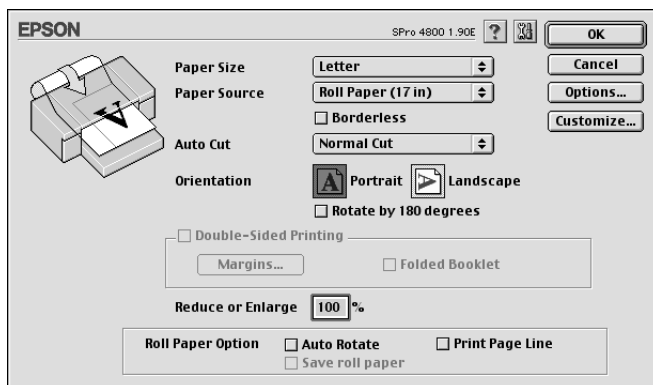 EPSON
SPro 4800 1.90E ?
OK
Paper Size Letter
Cancel
Paper Source Roll Paper (17 in)
Options...
Borderless
Customize...
Auto Cut Normal Cut
Orientation A Portrait A Landscape
Rotate by 180 degrees
Double-Sided Printing
Margins... Folded Booklet
Reduce or Enlarge 100 %
Roll Paper Option Auto Rotate Print Page Line
Save roll paper